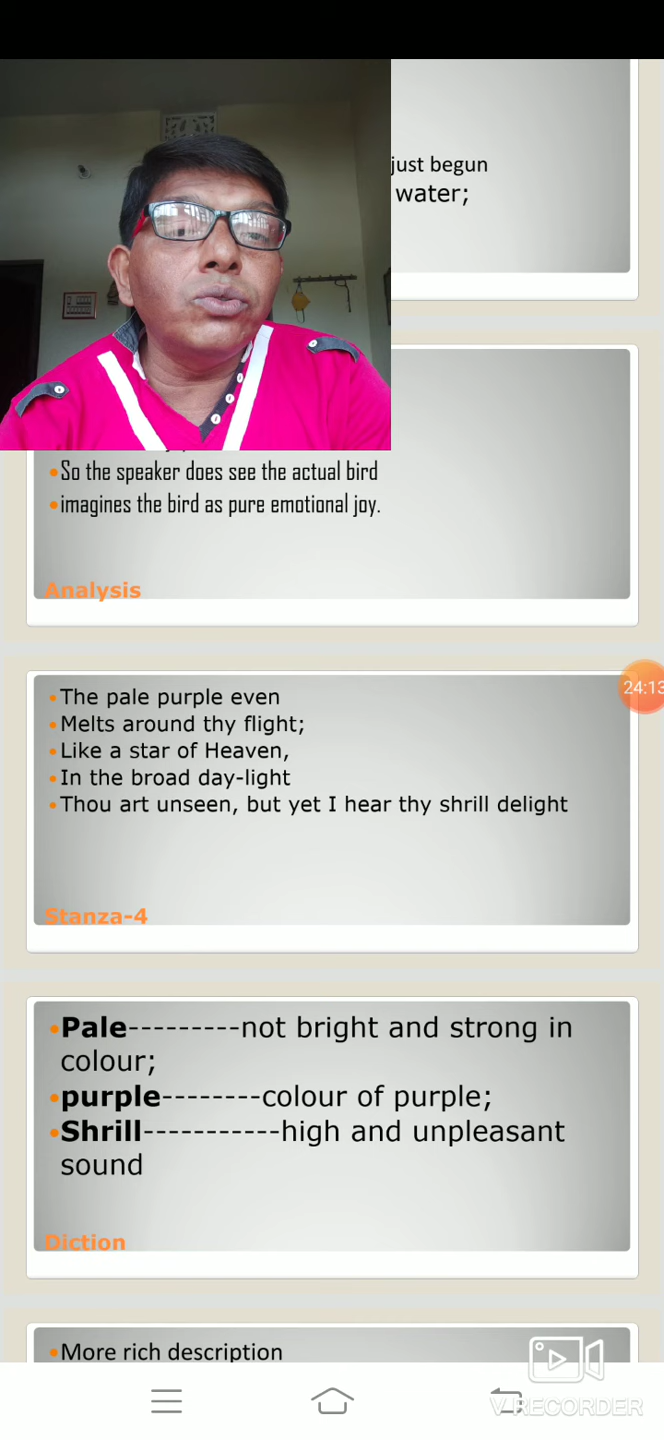 just begun
water;
•So the speaker does see the actual bird
•imagines the bird as pure emotional joy.
Analysis
•The pale purple even
•Melts around thy flight;
•Like a star of Heaven,
•In the broad day-light
•Thou art unseen, but yet I hear thy shrill delight
Stanza-4
24:13
•Pale---------not bright and strong in
colour;
•purple--------colour of purple;
•Shrill-----------high and unpleasant
sound
Diction
•More rich description
V RECORDER